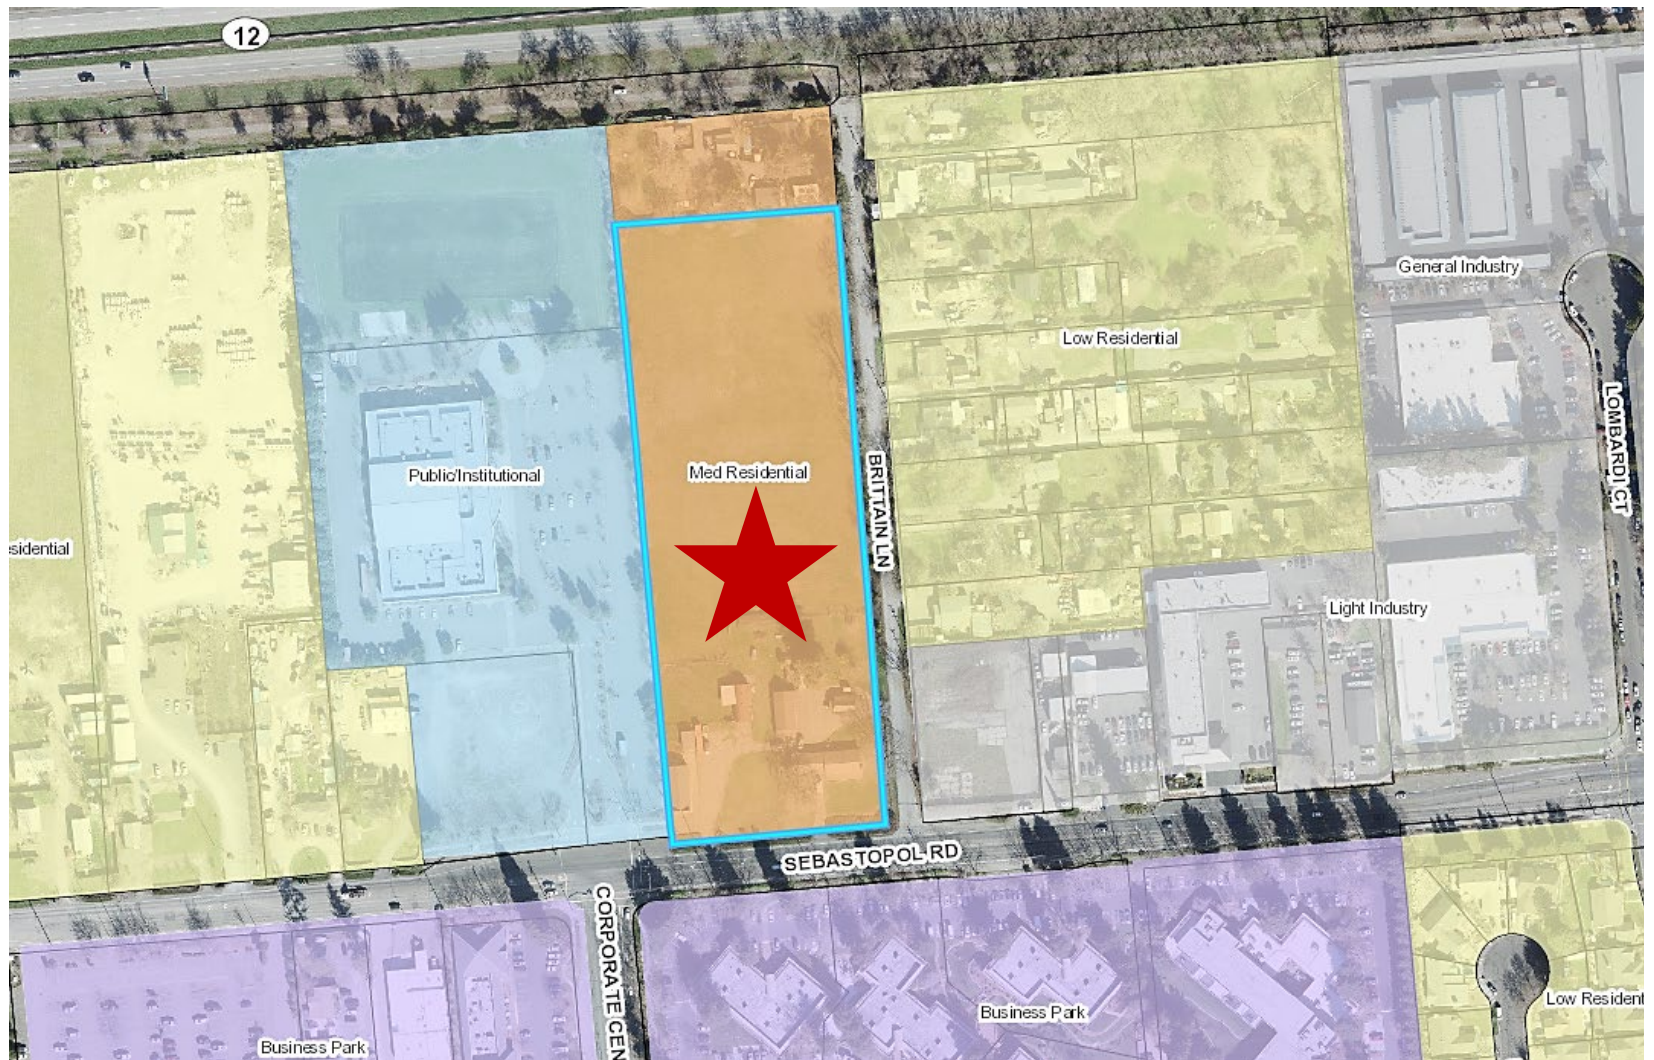 12
General Industry
Low Residential
LOMBARDI CT
Public/Institutional
Med Residential
BRITTAIN LN
esidential
Light Industry
SEBASTOPOL RD
CORPORATE CEN
Business Park
Low Resident
Business Park